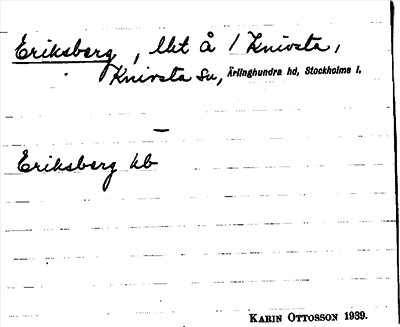 Eriksberg, lht å 1 Knivsta,
Knivsta sn, Ärlinghundra hd, Stockholms l.
—
Eriksberg kb
KARIN OTTOSSON 1939.